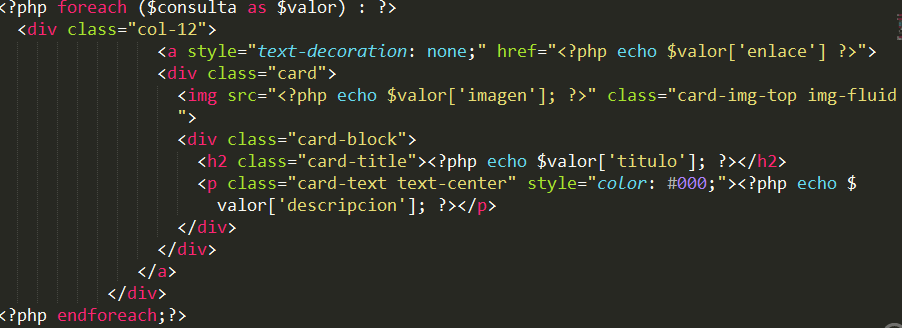 <?php foreach ($consulta as $valor) : ?>
<div class="col-12">
<a style="text-decoration: none;" href="<?php echo $valor['enlace'] ?>">
<div class="card">
<img src="<?php echo $valor['imagen']; ?>" class="card-img-top img-fluid
">
<div class="card-block">
<h2 class="card-title"><?php echo $valor['titulo']; ?></h2>
<p class="card-text text-center" style="color: #000;"><?php echo $
valor['descripcion']; ?></p>
</div>
</div>
</a>
</div>
<?php endforeach;?>